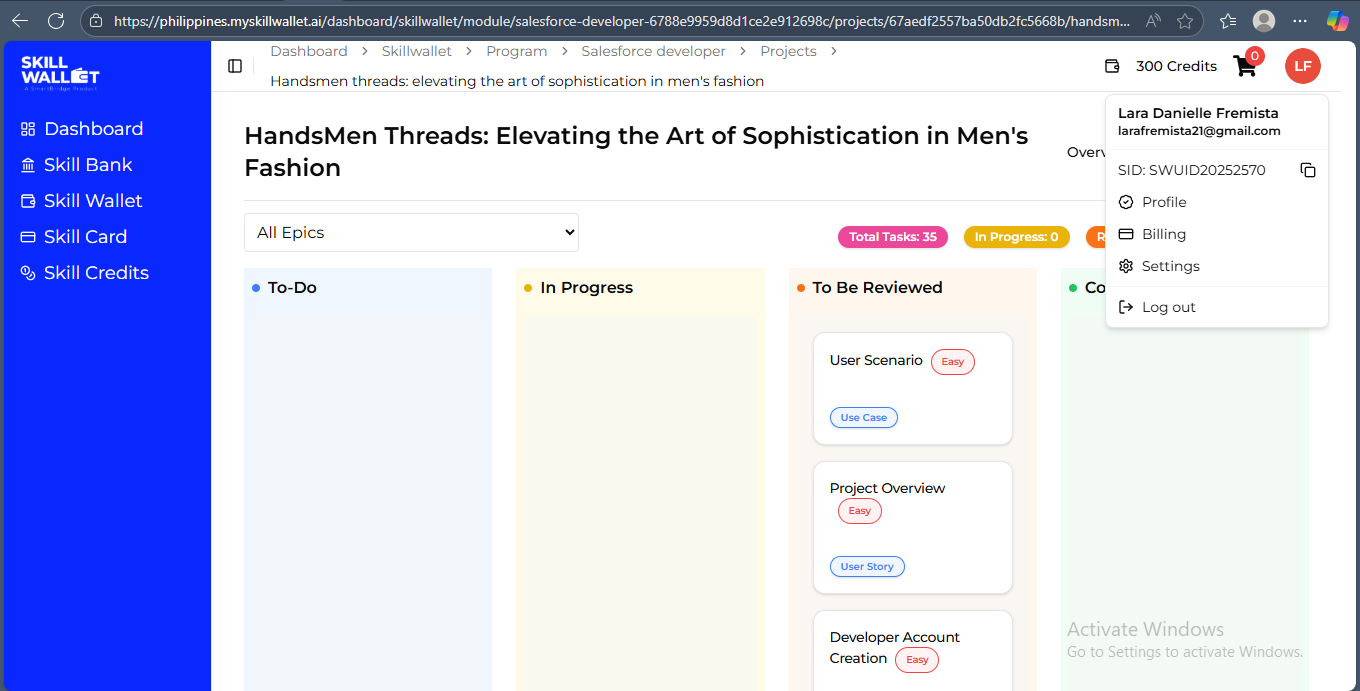 https://philippines.myskillwallet.ai/dashboard/skillwallet/module/salesforce-developer-6788e9959d8d1ce2e912698c/projects/67aedf2557ba50db2fc5668b/handsm...
SKILL
WALLET
A SmartBridge Product
Dashboard
Skill Bank
Skill Wallet
Skill Card
Skill Credits
Dashboard > Skillwallet > Program > Salesforce developer > Projects >
Handsmen threads: elevating the art of sophistication in men's fashion
300 Credits
0
LF
Lara Danielle Fremista
larafremista21@gmail.com
SID: SWUID20252570
Profile
Billing
Settings
Log out
HandsMen Threads: Elevating the Art of Sophistication in Men's
Fashion
Overv
All Epics
Total Tasks: 35
In Progress: 0
R
To-Do
In Progress
To Be Reviewed
Co
User Scenario Easy
Use Case
Project Overview
Easy
User Story
Developer Account
Creation Easy
Activate Windows
Go to Settings to activate Windows.